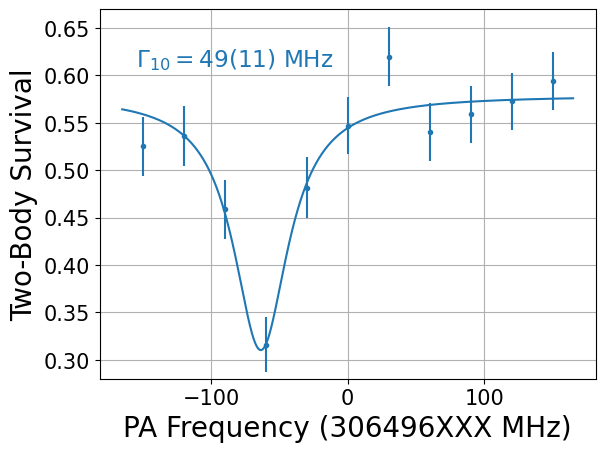 0.65
Γ₁₀ = 49(11) MHz
0.60
0.55
0.50
0.45
0.40
0.35
0.30
Two-Body Survival
−100 0 100
PA Frequency (306496XXX MHz)